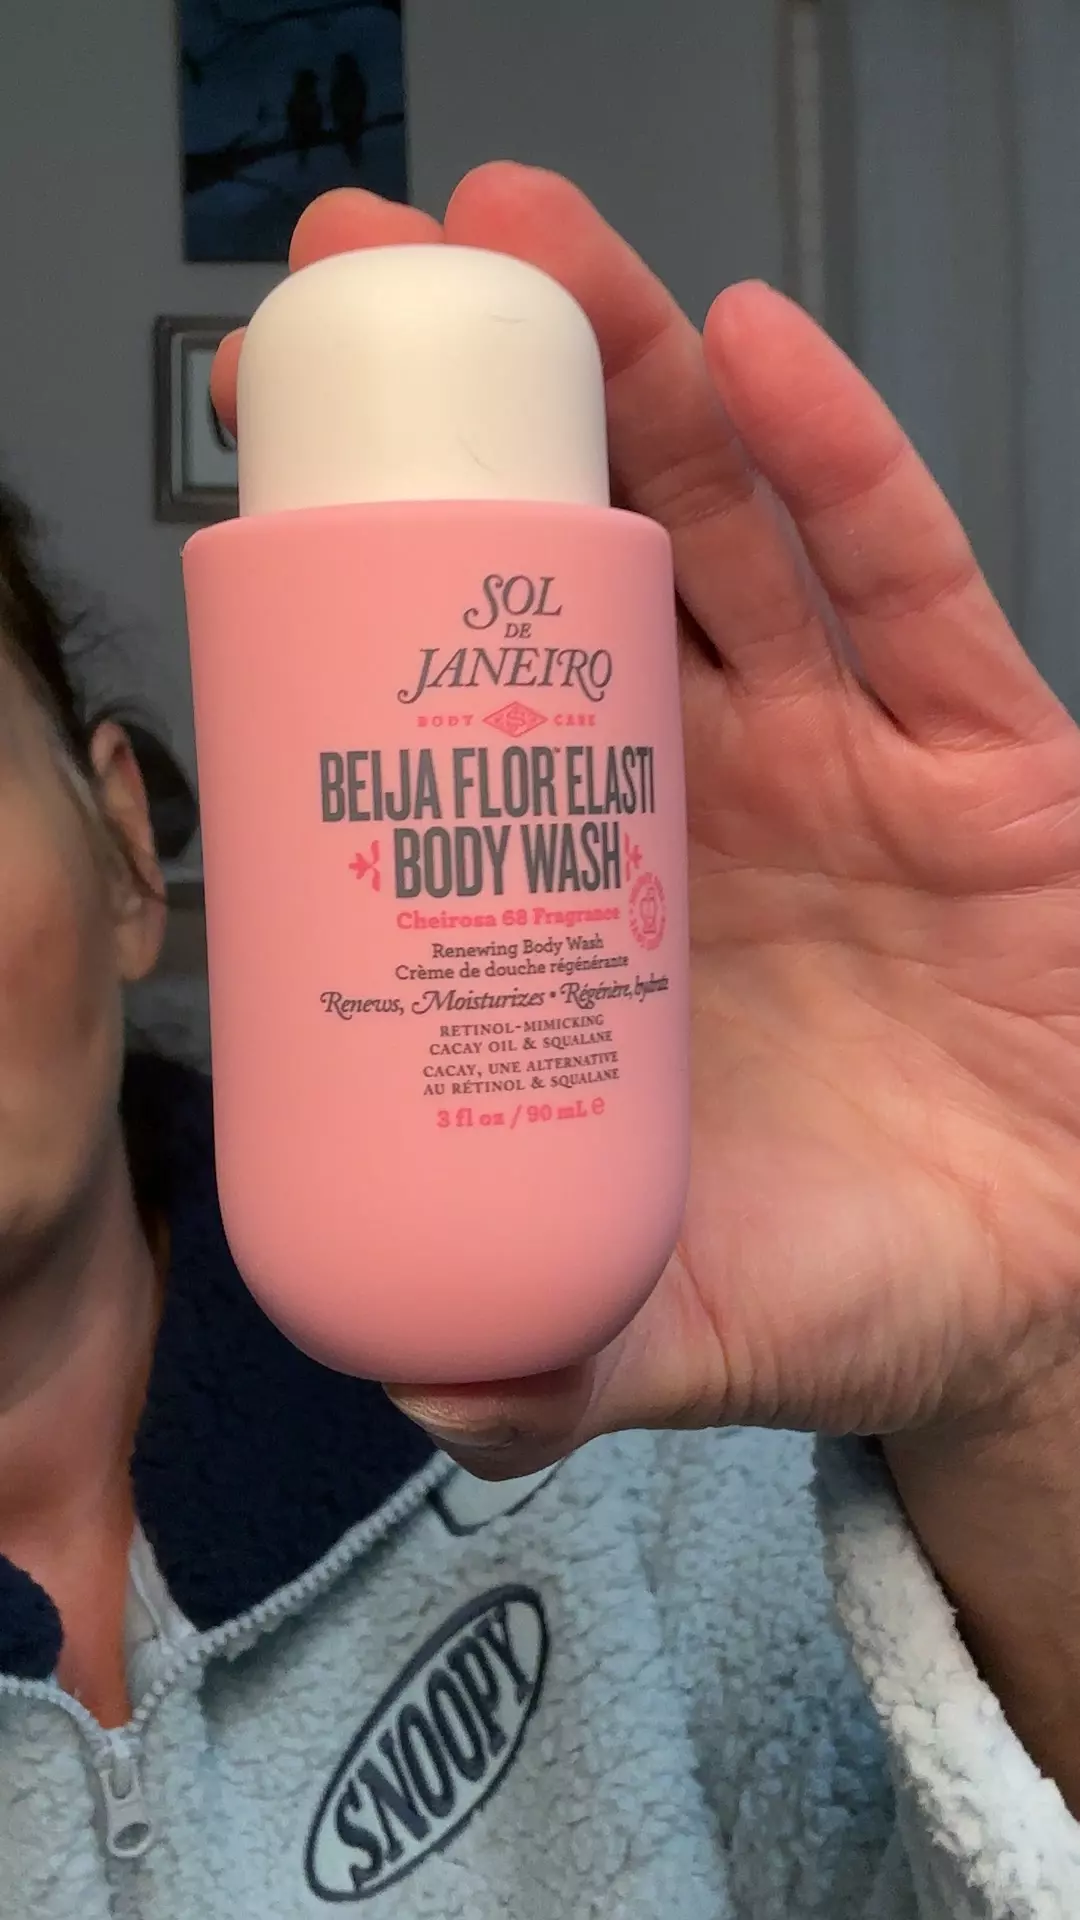 SOL
DE
JANEIRO
BODY CARE
BEIJA FLOR™ ELASTI
BODY WASH
Cheirosa 68 Fragrance
Renewing Body Wash
Crème de douche régénérante
Renews, Moisturizes • Régénère, hydrate
RETINOL-MIMICKING
CACAY OIL & SQUALANE
CACAY, UNE ALTERNATIVE
AU RÉTINOL & SQUALANE
3 fl oz / 90 mL ℮
SNOOPY